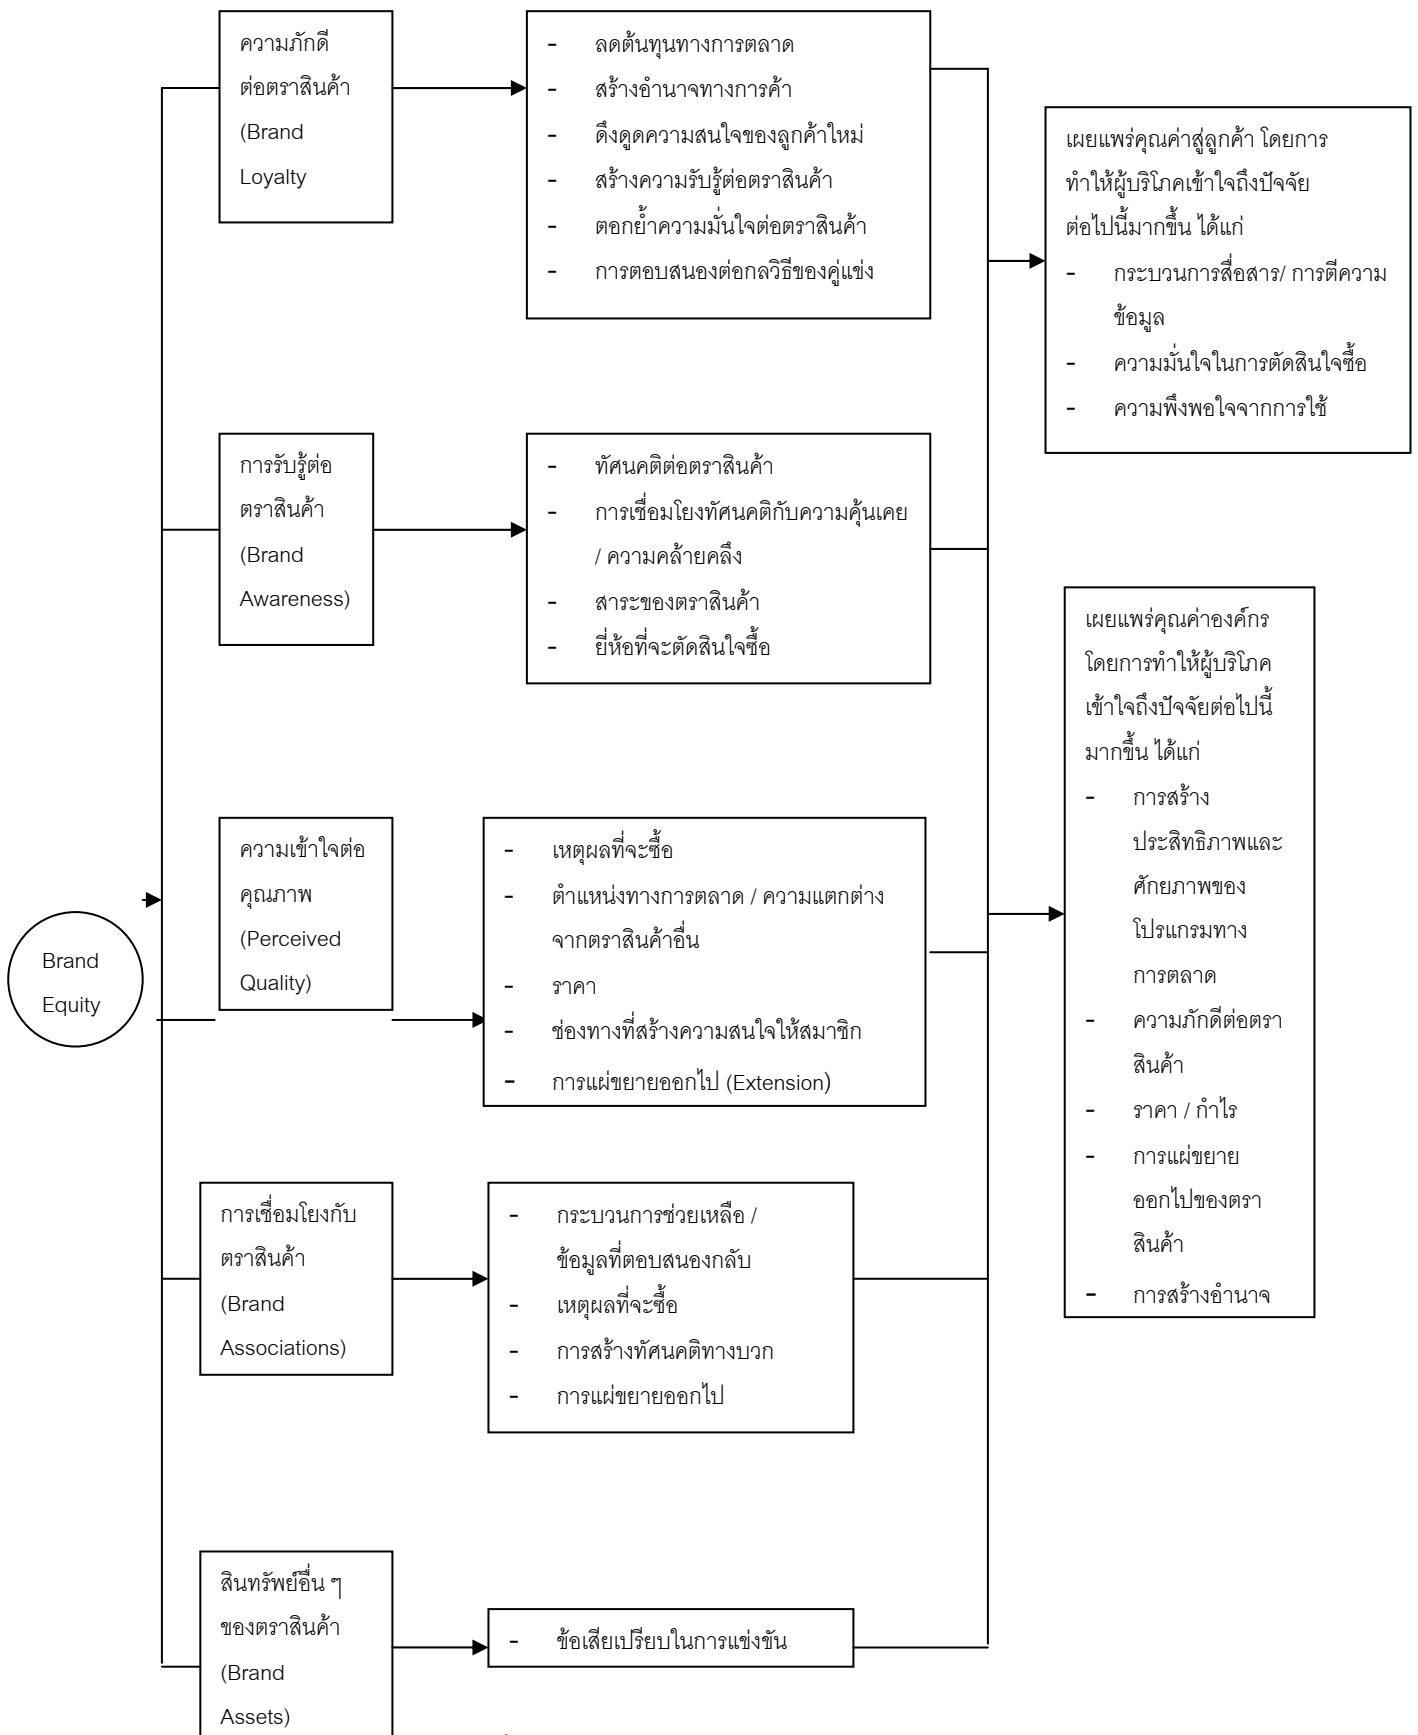 ความภักดี
ต่อตราสินค้า
(Brand
Loyalty
- ลดต้นทุนทางการตลาด
- สร้างอำนาจทางการค้า
- ดึงดูดความสนใจของลูกค้าใหม่
- สร้างความรับรู้ต่อตราสินค้า
- ตอกย้ำความมั่นใจต่อตราสินค้า
- การตอบสนองต่อกลวิธีของคู่แข่ง
เผยแพร่คุณค่าสู่ลูกค้า โดยการ
ทำให้ผู้บริโภคเข้าใจถึงปัจจัย
ต่อไปนี้มากขึ้น ได้แก่
- กระบวนการสื่อสาร/ การตีความ
ข้อมูล
- ความมั่นใจในการตัดสินใจซื้อ
- ความพึงพอใจจากการใช้
การรับรู้ต่อ
ตราสินค้า
(Brand
Awareness)
- ทัศนคติต่อตราสินค้า
- การเชื่อมโยงทัศนคติกับความคุ้นเคย
/ ความคล้ายคลึง
- สาระของตราสินค้า
- ยี่ห้อที่จะตัดสินใจซื้อ
เผยแพร่คุณค่าองค์กร
โดยการทำให้ผู้บริโภค
เข้าใจถึงปัจจัยต่อไปนี้
มากขึ้น ได้แก่
- การสร้าง
ประสิทธิภาพและ
ศักยภาพของ
โปรแกรมทาง
การตลาด
- ความภักดีต่อตรา
สินค้า
- ราคา / กำไร
- การแผ่ขยาย
ออกไปของตรา
สินค้า
- การสร้างอำนาจ
Brand
Equity
ความเข้าใจต่อ
คุณภาพ
(Perceived
Quality)
- เหตุผลที่จะซื้อ
- ตำแหน่งทางการตลาด / ความแตกต่าง
จากตราสินค้าอื่น
- ราคา
- ช่องทางที่สร้างความสนใจให้สมาชิก
- การแผ่ขยายออกไป (Extension)
การเชื่อมโยงกับ
ตราสินค้า
(Brand
Associations)
- กระบวนการช่วยเหลือ /
ข้อมูลที่ตอบสนองกลับ
- เหตุผลที่จะซื้อ
- การสร้างทัศนคติทางบวก
- การแผ่ขยายออกไป
สินทรัพย์อื่น ๆ
ของตราสินค้า
(Brand
Assets)
- ข้อเสียเปรียบในการแข่งขัน